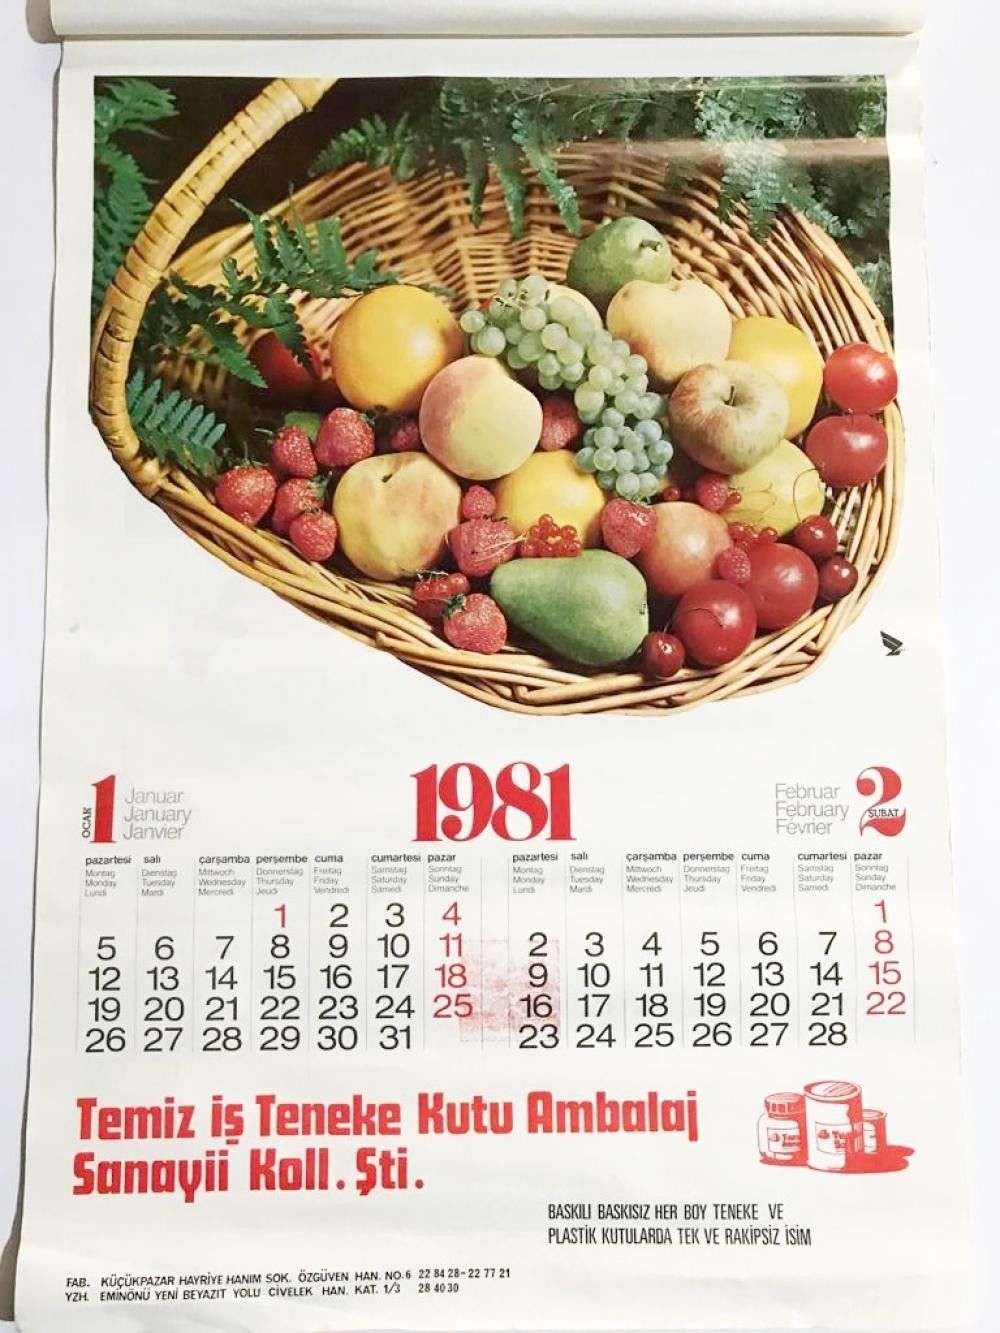 OCAK 1 Januar January Janvier
1981
Februar February Février 2 ŞUBAT
pazartesi salı çarşamba perşembe cuma cumartesi pazar pazartesi salı çarşamba perşembe cuma cumartesi pazar
Montag Dienstag Mittwoch Donnerstag Freitag Samstag Sonntag Montag Dienstag Mittwoch Donnerstag Freitag Samstag Sonntag
Monday Tuesday Wednesday Thursday Friday Saturday Sunday Monday Tuesday Wednesday Thursday Friday Saturday Sunday
Lundi Mardi Mercredi Jeudi Vendredi Samedi Dimanche Lundi Mardi Mercredi Jeudi Vendredi Samedi Dimanche
1 2 3 4 1
5 6 7 8 9 10 11 2 3 4 5 6 7 8
12 13 14 15 16 17 18 9 10 11 12 13 14 15
19 20 21 22 23 24 25 16 17 18 19 20 21 22
26 27 28 29 30 31 23 24 25 26 27 28
Temiz iş Teneke Kutu Ambalaj
Sanayii Koll. Şti.
BASKILI BASKISIZ HER BOY TENEKE VE
PLASTİK KUTULARDA TEK VE RAKİPSİZ İSİM
FAB. KÜÇÜKPAZAR HAYRİYE HANIM SOK. ÖZGÜVEN HAN. NO.6 22 84 28-22 77 21
YZH. EMİNÖNÜ YENİ BEYAZIT YOLU CİVELEK HAN. KAT. 1/3 28 40 30